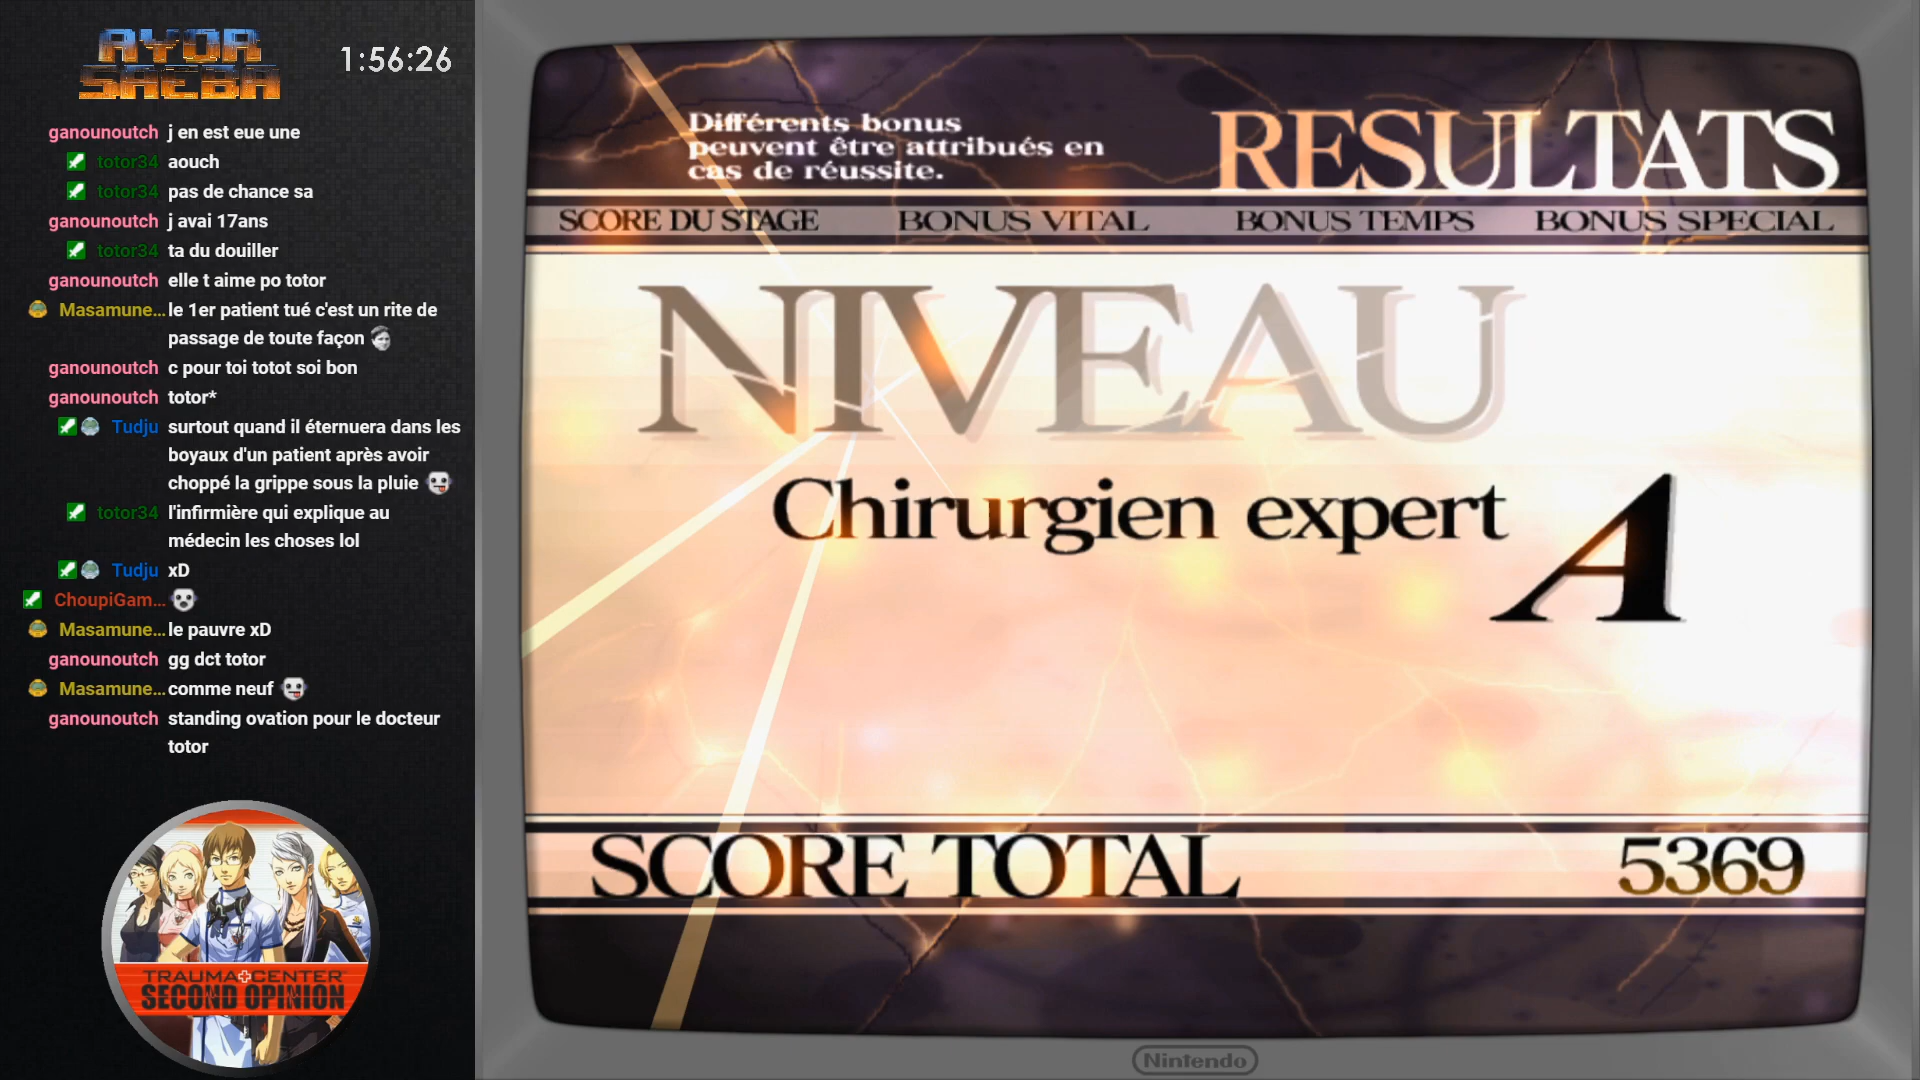 RYOA
SAEBA
1:56:26
ganounoutch j en est eue une
totor34 aouch
totor34 pas de chance sa
ganounoutch j avai 17ans
totor34 ta du douiller
ganounoutch elle t aime po totor
Masamune... le 1er patient tué c'est un rite de
passage de toute façon
ganounoutch c pour toi totot soi bon
ganounoutch totor*
Tudju surtout quand il éternuera dans les
boyaux d'un patient après avoir
choppé la grippe sous la pluie
totor34 l'infirmière qui explique au
médecin les choses lol
Tudju xD
ChoupiGam...
Masamune... le pauvre xD
ganounoutch gg dct totor
Masamune... comme neuf
ganounoutch standing ovation pour le docteur
totor
TRAUMA CENTER
SECOND OPINION
Différents bonus
peuvent être attribués en
cas de réussite.
RESULTATS
SCORE DU STAGE BONUS VITAL BONUS TEMPS BONUS SPECIAL
NIVEAU
Chirurgien expert
A
SCORE TOTAL 5369
Nintendo